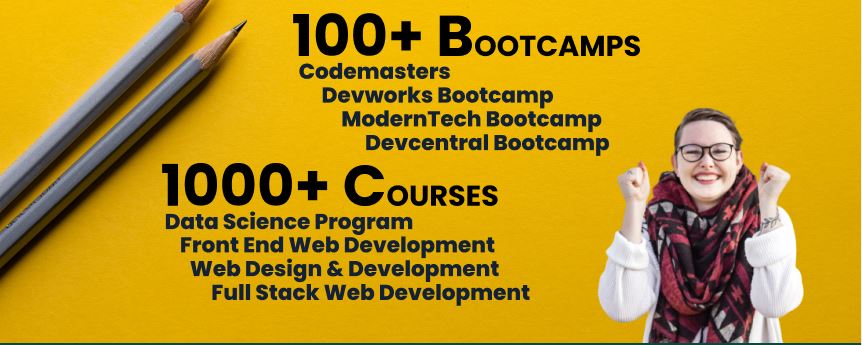 100+ BOOTCAMPS
Codemasters
Devworks Bootcamp
ModernTech Bootcamp
Devcentral Bootcamp
1000+ COURSES
Data Science Program
Front End Web Development
Web Design & Development
Full Stack Web Development